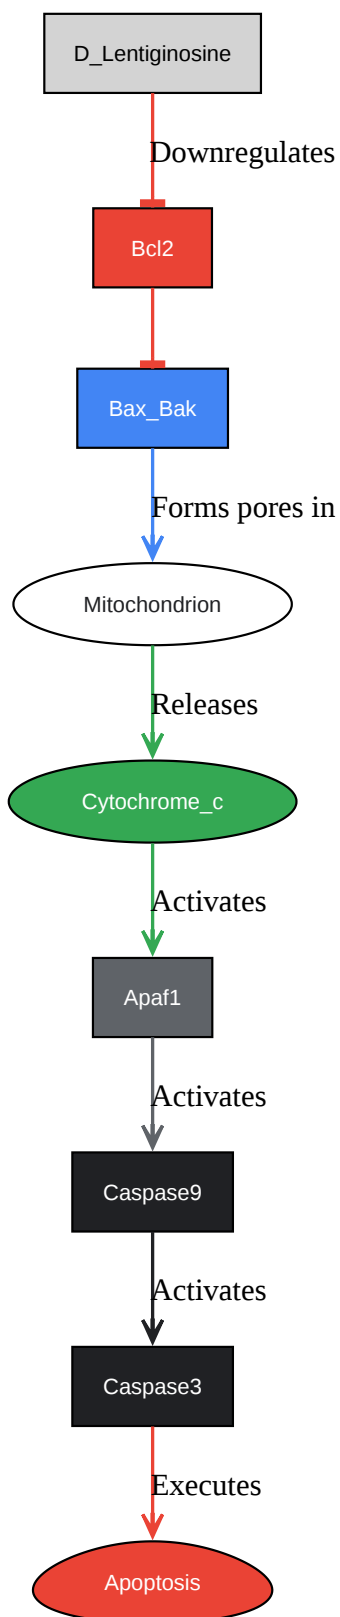 D_Lentiginosine
Downregulates
Bcl2
Bax_Bak
Forms pores in
Mitochondrion
Releases
Cytochrome_c
Activates
Apaf1
Activates
Caspase9
Activates
Caspase3
Executes
Apoptosis